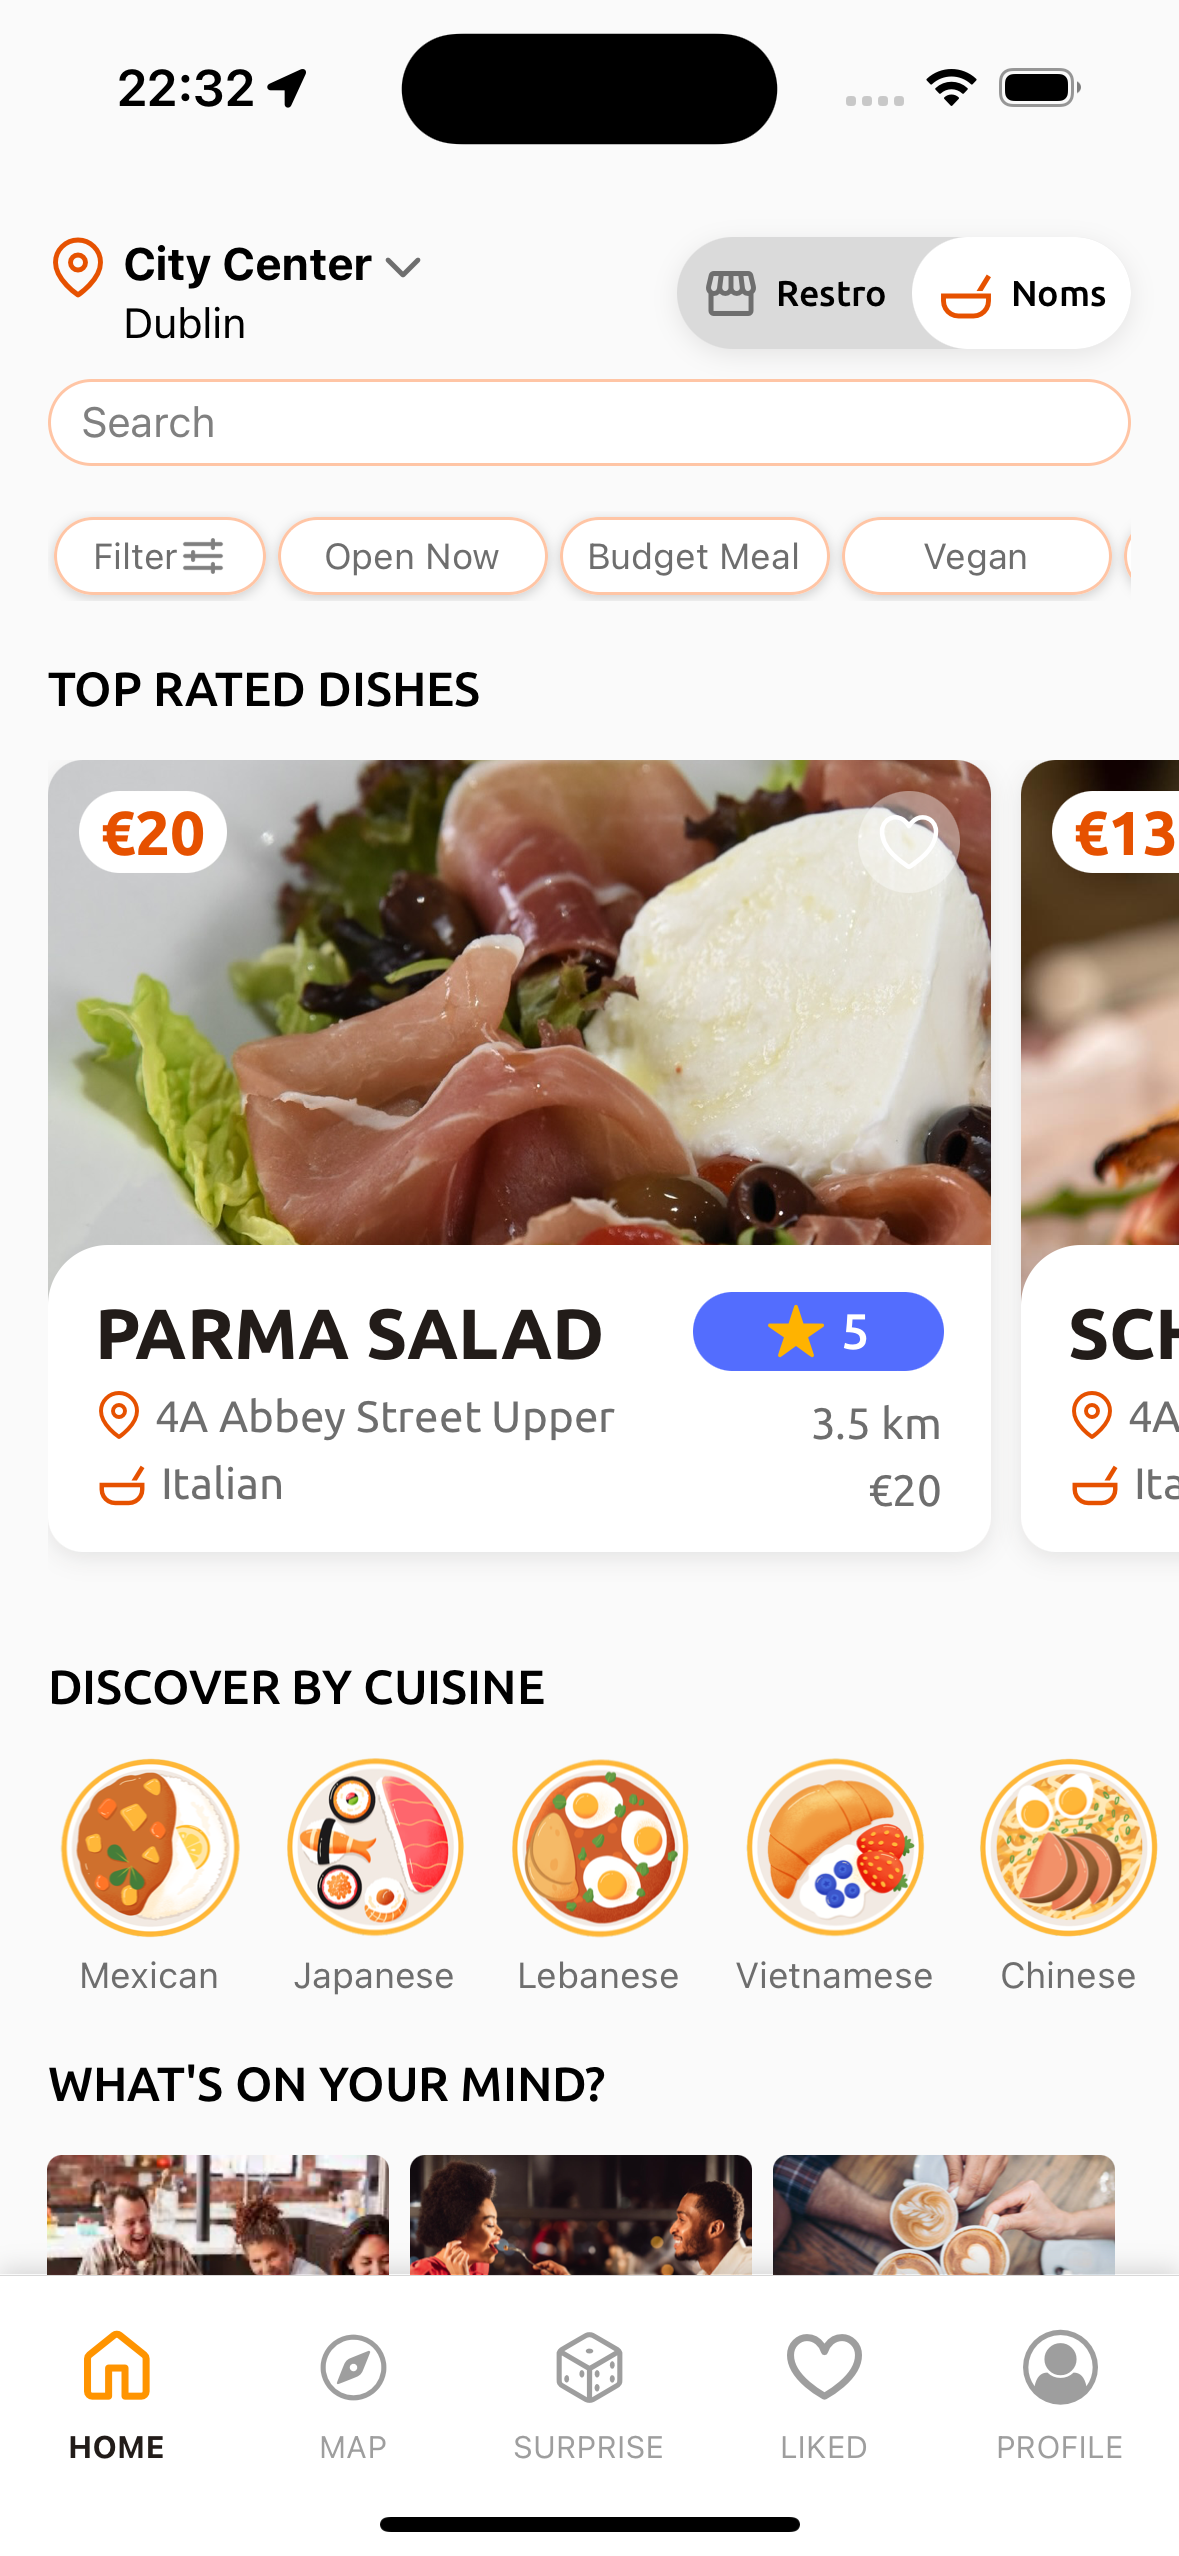 22:32
City Center
Dublin
Restro
Noms
Search
Filter
Open Now
Budget Meal
Vegan
TOP RATED DISHES
€20
€13
PARMA SALAD
5
4A Abbey Street Upper
3.5 km
Italian
€20
SCH
4A
Ita
DISCOVER BY CUISINE
Mexican
Japanese
Lebanese
Vietnamese
Chinese
WHAT'S ON YOUR MIND?
HOME
MAP
SURPRISE
LIKED
PROFILE